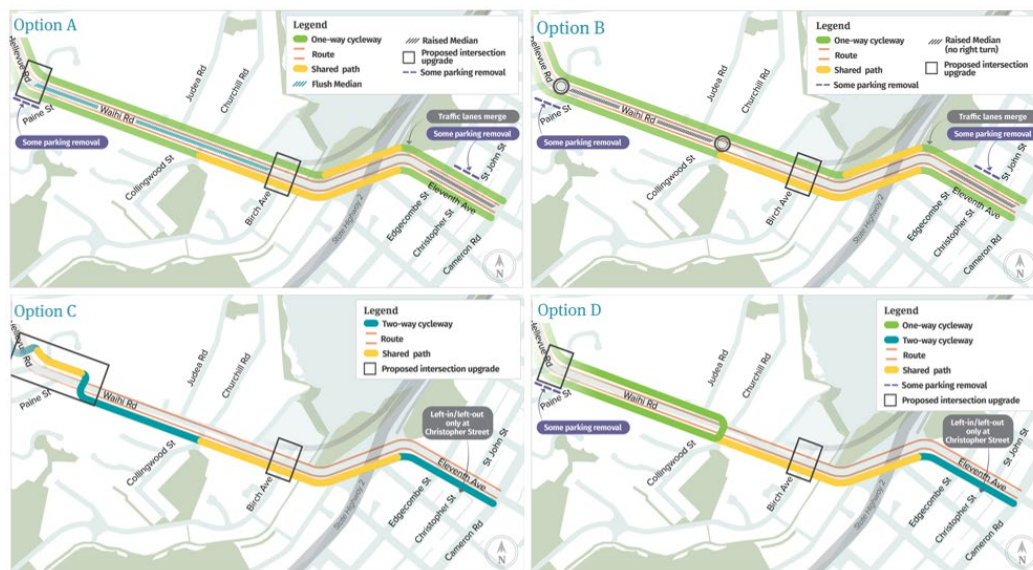 Option A
Legend
One-way cycleway
Route
Shared path
Flush Median
Raised Median
Proposed intersection
upgrade
Some parking removal
Bellevue Rd
Paine St
Some parking removal
Waihi Rd
Judea Rd
Churchill Rd
Collingwood St
Birch Ave
State Highway 2
Traffic lanes merge
Some parking removal
St John St
Eleventh Ave
Edgecombe St
Christopher St
Cameron Rd
N
Option B
Legend
One-way cycleway
Route
Shared path
Raised Median
(no right turn)
Proposed intersection
upgrade
Some parking removal
Bellevue Rd
Paine St
Some parking removal
Waihi Rd
Judea Rd
Churchill Rd
Collingwood St
Birch Ave
State Highway 2
Traffic lanes merge
Some parking removal
St John St
Eleventh Ave
Edgecombe St
Christopher St
Cameron Rd
N
Option C
Legend
Two-way cycleway
Route
Shared path
Proposed intersection upgrade
ellevue Rd
Paine St
Waihi Rd
Judea Rd
Churchill Rd
Collingwood St
Birch Ave
State Highway 2
Left-in/left-out
only at
Christopher Street
St John St
Eleventh Ave
Edgecombe St
Christopher St
Cameron Rd
N
Option D
Legend
One-way cycleway
Two-way cycleway
Route
Shared path
Some parking removal
Proposed intersection upgrade
Bellevue Rd
Paine St
Some parking removal
Waihi Rd
Judea Rd
Churchill Rd
Collingwood St
Birch Ave
State Highway 2
Left-in/left-out
only at
Christopher Street
St John St
Eleventh Ave
Edgecombe St
Christopher St
Cameron Rd
N